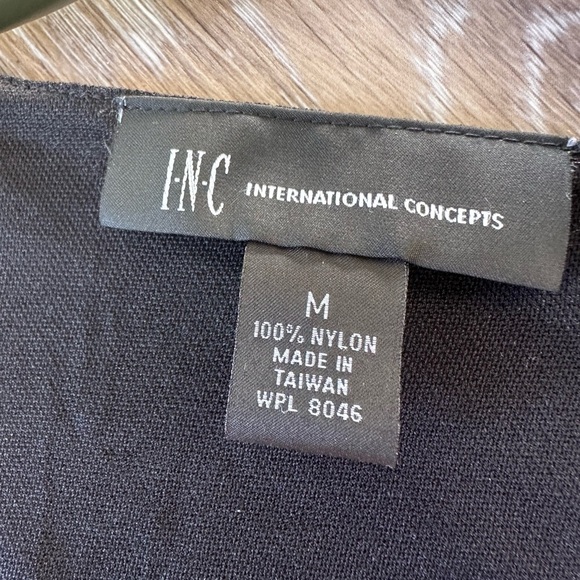 I·N·C INTERNATIONAL CONCEPTS
M
100% NYLON
MADE IN
TAIWAN
WPL 8046